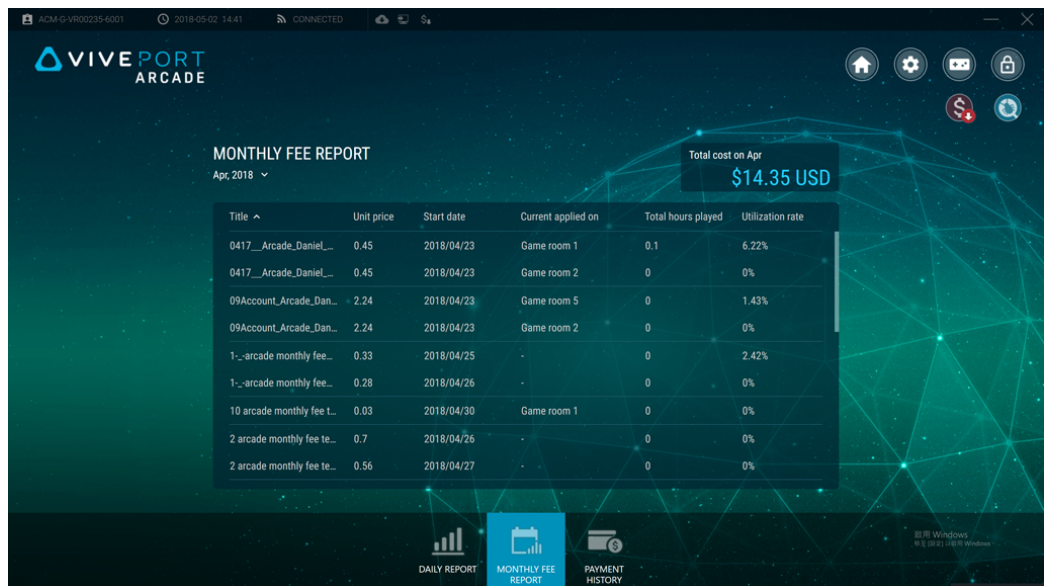 ACM-G-VR00235-6001 2018-05-02 14:41 CONNECTED
VIVEPORT
ARCADE
MONTHLY FEE REPORT
Apr, 2018
Total cost on Apr
$14.35 USD
Title Unit price Start date Current applied on Total hours played Utilization rate
0417__Arcade_Daniel_... 0.45 2018/04/23 Game room 1 0.1 6.22%
0417__Arcade_Daniel_... 0.45 2018/04/23 Game room 2 0 0%
09Account_Arcade_Dan... 2.24 2018/04/23 Game room 5 0 1.43%
09Account_Arcade_Dan... 2.24 2018/04/23 Game room 2 0 0%
1-_-arcade monthly fee... 0.33 2018/04/25 - 0 2.42%
1-_-arcade monthly fee... 0.28 2018/04/26 - 0 0%
10 arcade monthly fee t... 0.03 2018/04/30 Game room 1 0 0%
2 arcade monthly fee te... 0.7 2018/04/26 - 0 0%
2 arcade monthly fee te... 0.56 2018/04/27 - 0 0%
啟用 Windows
移至 [設定] 以啟用 Windows。
DAILY REPORT
MONTHLY FEE
REPORT
PAYMENT
HISTORY